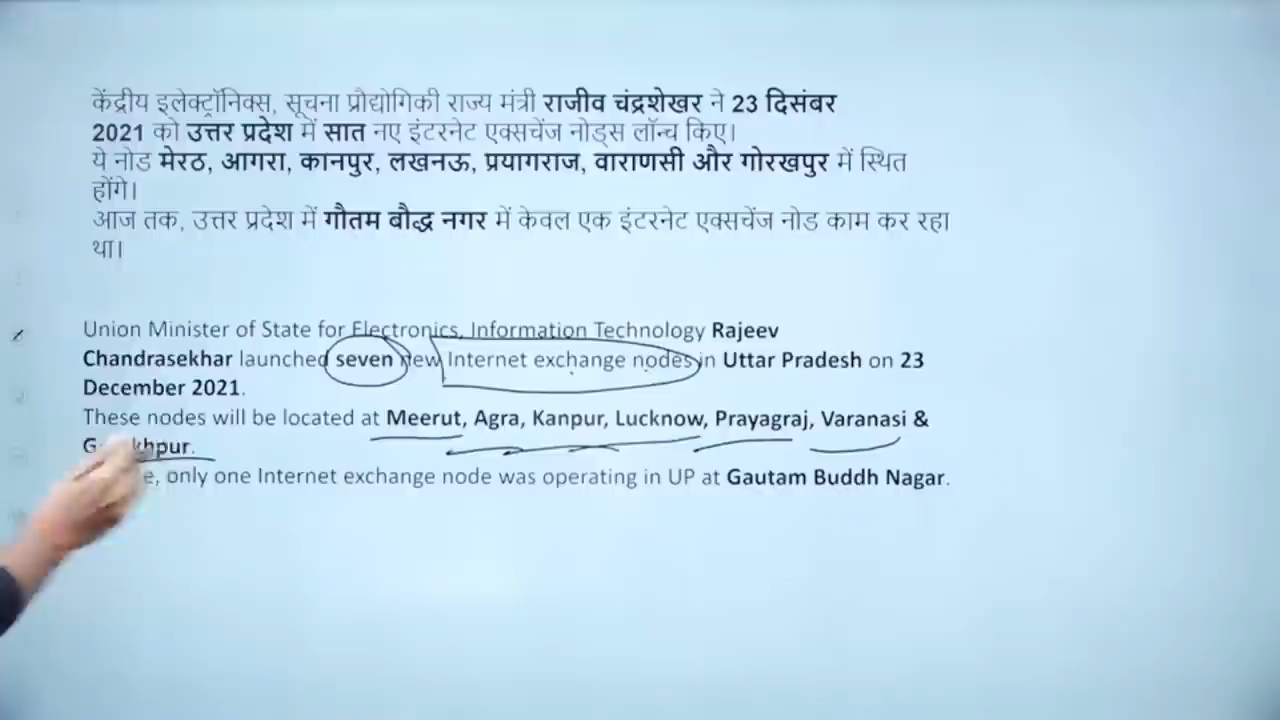 केंद्रीय इलेक्ट्रॉनिक्स, सूचना प्रौद्योगिकी राज्य मंत्री राजीव चंद्रशेखर ने 23 दिसंबर
2021 को उत्तर प्रदेश में सात नए इंटरनेट एक्सचेंज नोड्स लॉन्च किए।
ये नोड मेरठ, आगरा, कानपुर, लखनऊ, प्रयागराज, वाराणसी और गोरखपुर में स्थित
होंगे।
आज तक, उत्तर प्रदेश में गौतम बौद्ध नगर में केवल एक इंटरनेट एक्सचेंज नोड काम कर रहा
था।
Union Minister of State for Electronics, Information Technology Rajeev
Chandrasekhar launched seven new Internet exchange nodes in Uttar Pradesh on 23
December 2021.
These nodes will be located at Meerut, Agra, Kanpur, Lucknow, Prayagraj, Varanasi &
only one Internet exchange node was operating in UP at Gautam Buddh Nagar.